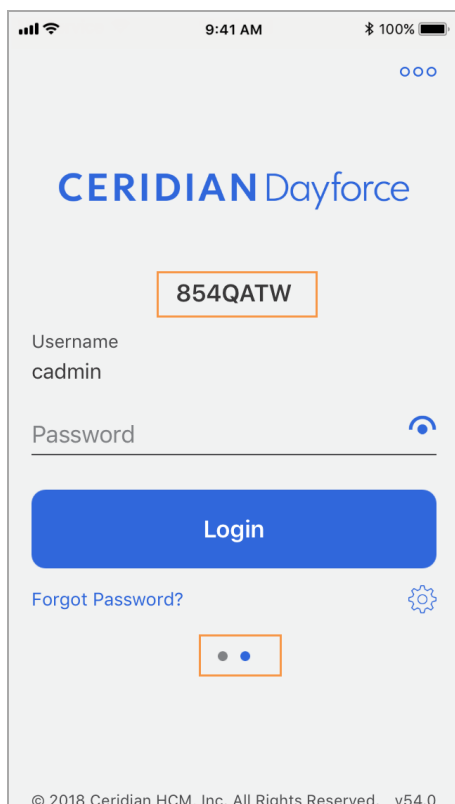 9:41 AM
100%
CERIDIAN Dayforce
854QATW
Username
cadmin
Password
Login
Forgot Password?
© 2018 Ceridian HCM, Inc. All Rights Reserved. v54.0